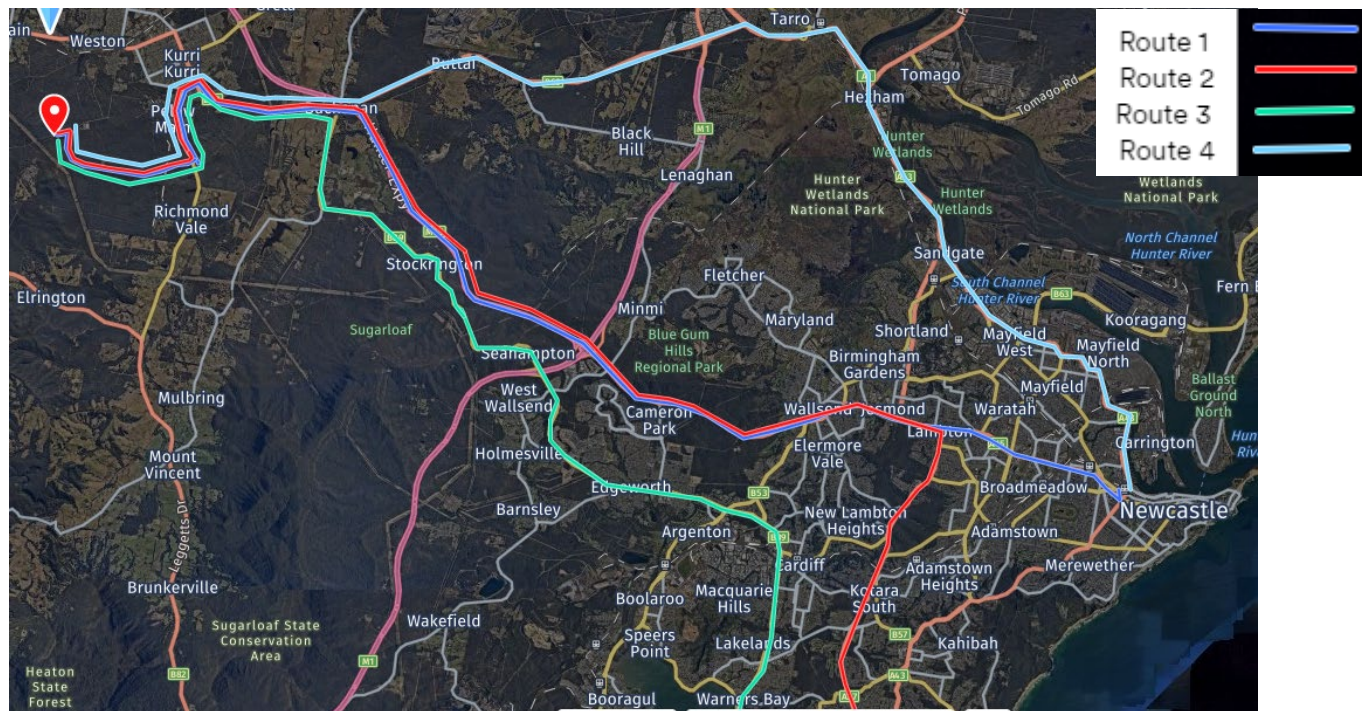 Greta
ain
Weston
Kurri
Kurri
Tarro
Buttai
Tomago
Tomago Rd
Hexham
A1
Route 1
Route 2
Route 3
Route 4
Black
Hill
M1
Lenaghan
Hunter
Wetlands
Hunter
Wetlands
National Park
Hunter
Wetlands
Wetlands
National Park
Richmond
Vale
Expy
Stockrington
North Channel
Hunter River
Sandgate
South Channel
Hunter River
Elrington
Fletcher
Minmi
Maryland
B63
Kooragang
Fern
Sugarloaf
Blue Gum
Hills
Regional Park
Shortland
Mayfield
West
Mayfield
North
Seahampton
Birmingham
Gardens
Ballast
Ground
North
Mulbring
West
Wallsend
Cameron
Park
Wallsend
Jesmond
Waratah
Mayfield
Lambton
Carrington
Holmesville
Elermore
Vale
Mount
Vincent
Edgeworth
Broadmeadow
Newcastle
B53
Barnsley
Leggetts Dr
Argenton
New Lambton
Heights
Adamstown
Cardiff
Adamstown
Heights
Merewether
Brunkerville
Boolaroo
Macquarie
Hills
Kotara
South
Wakefield
Sugarloaf State
Conservation
Area
Speers
Point
Lakelands
B57
Kahibah
M1
B82
Heaton
State
Forest
A43
Booragul
Warners Bay